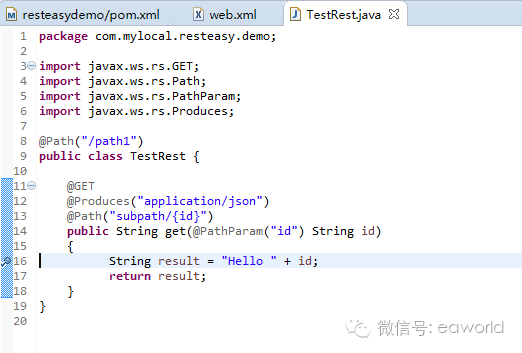 resteasydemo/pom.xml web.xml TestRest.java
1 package com.mylocal.resteasy.demo;
2
3 import javax.ws.rs.GET;
4 import javax.ws.rs.Path;
5 import javax.ws.rs.PathParam;
6 import javax.ws.rs.Produces;
7
8 @Path("/path1")
9 public class TestRest {
10
11 @GET
12 @Produces("application/json")
13 @Path("subpath/{id}")
14 public String get(@PathParam("id") String id)
15 {
16 String result = "Hello " + id;
17 return result;
18 }
19 }
20
微信号: eaworld